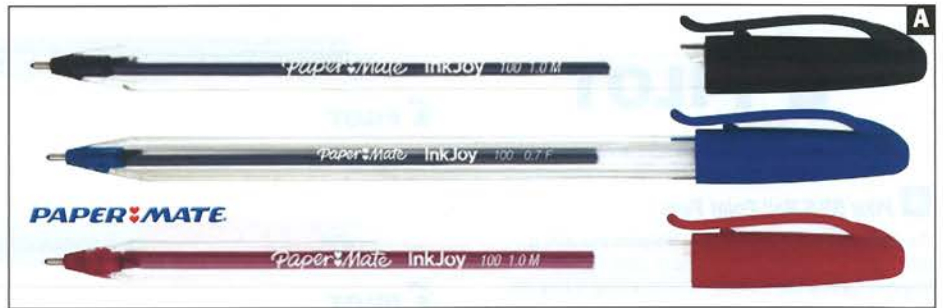 A
Paper Mate InkJoy 100 1.0 M
Paper Mate InkJoy 100 0.7 F
PAPER MATE
Paper Mate InkJoy 100 1.0 M